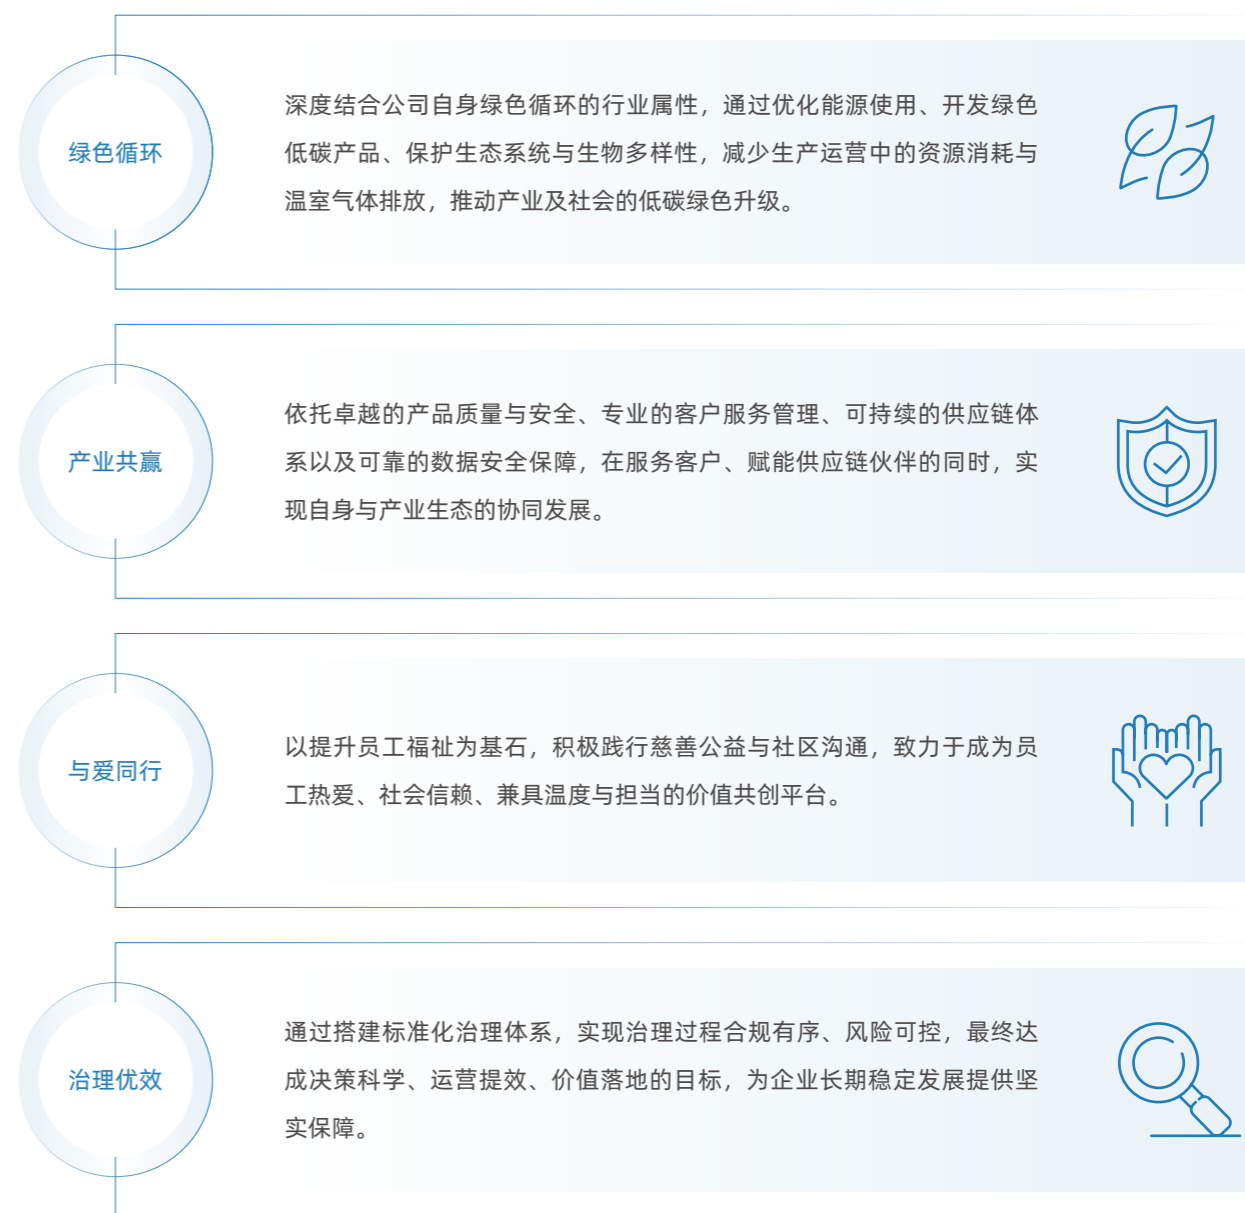 绿色循环
深度结合公司自身绿色循环的行业属性，通过优化能源使用、开发绿色
低碳产品、保护生态系统与生物多样性，减少生产运营中的资源消耗与
温室气体排放，推动产业及社会的低碳绿色升级。
产业共赢
依托卓越的产品质量与安全、专业的客户服务管理、可持续的供应链体
系以及可靠的数据安全保障，在服务客户、赋能供应链伙伴的同时，实
现自身与产业生态的协同发展。
与爱同行
以提升员工福祉为基石，积极践行慈善公益与社区沟通，致力于成为员
工热爱、社会信赖、兼具温度与担当的价值共创平台。
治理优效
通过搭建标准化治理体系，实现治理过程合规有序、风险可控，最终达
成决策科学、运营提效、价值落地的目标，为企业长期稳定发展提供坚
实保障。